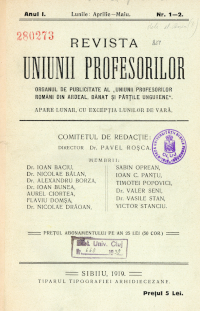 Anul I. Lunile: Aprilie–Maiu. Nr. 1–2.
280273
REVISTA
UNIUNII PROFESORILOR
ORGANUL DE PUBLICITATE AL „UNIUNII PROFESORILOR
ROMÂNI DIN ARDEAL, BĂNAT ȘI PĂRȚILE UNGURENE".
APARE LUNAR, CU EXCEPȚIA LUNILOR DE VARĂ.
COMITETUL DE REDACȚIE:
DIRECTOR: Dr. PAVEL ROȘCA.
MEMBRII:
Dr. IOAN BACIU,
Dr. NICOLAE BĂLAN,
Dr. ALEXANDRU BORZA,
Dr. IOAN BUNEA,
AUREL CIORTEA,
FLAVIU DOMȘA,
Dr. NICOLAE DRĂGAN,
SABIN OPREAN,
IOAN C. PANȚU,
TIMOTEI POPOVICI,
Dr. VALER SENI,
Dr. VASILE STAN,
VICTOR STANCIU.
PREȚUL ABONAMENTULUI PE AN 25 LEI (50 COR.)
Bibl. Univ. Cluj
SIBIIU, 1919.
TIPARUL TIPOGRAFIEI ARHIDIECEZANE.
Prețul 5 Lei.